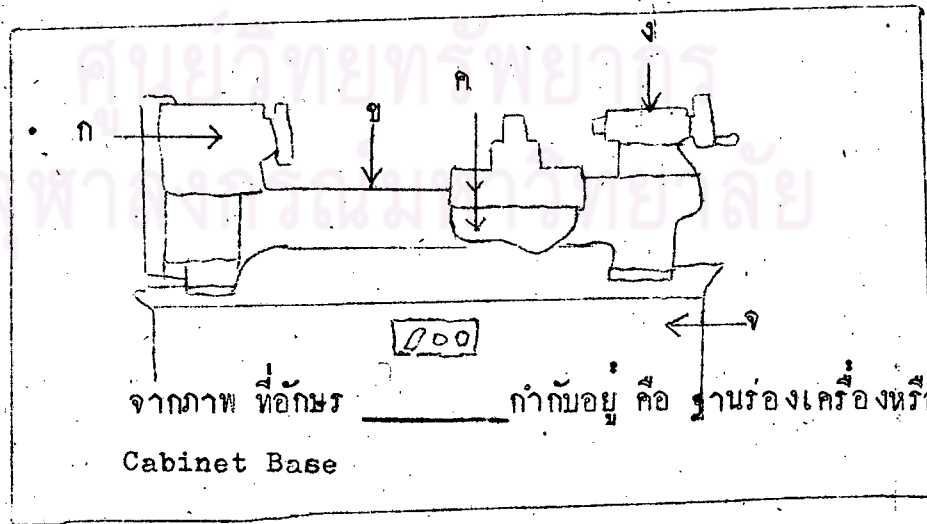 ศูนย์วิทยทรัพยากร
จุฬาลงกรณ์มหาวิทยาลัย
ง
ค
ข
ก
จ
จากภาพ ที่อักษร ________ กำกับอยู่ คือ ฐานร่องเครื่องหรือ
Cabinet Base